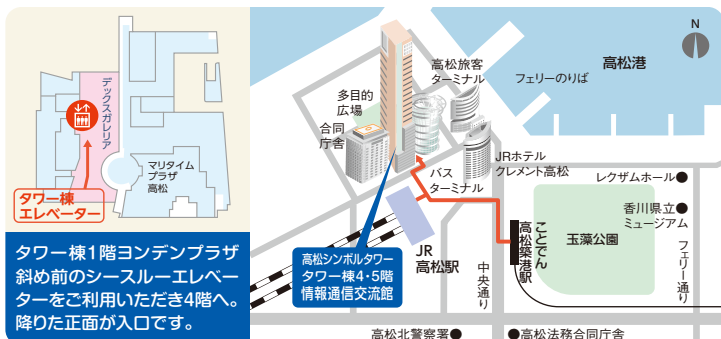 デックスガレリア
マリタイム
プラザ
高松
タワー棟
エレベーター
タワー棟1階ヨンデンプラザ
斜め前のシースルーエレベー
ターをご利用いただき4階へ。
降りた正面が入口です。
N
高松港
フェリーのりば
高松旅客
ターミナル
多目的
広場
合同
庁舎
JRホテル
クレメント高松
バス
ターミナル
レクザムホール●
香川県立●
ミュージアム
玉藻公園
ことでん
高松築港駅
JR
高松駅
高松シンボルタワー
タワー棟4・5階
情報通信交流館
中央通り
フェリー通り
高松北警察署●
●高松法務合同庁舎